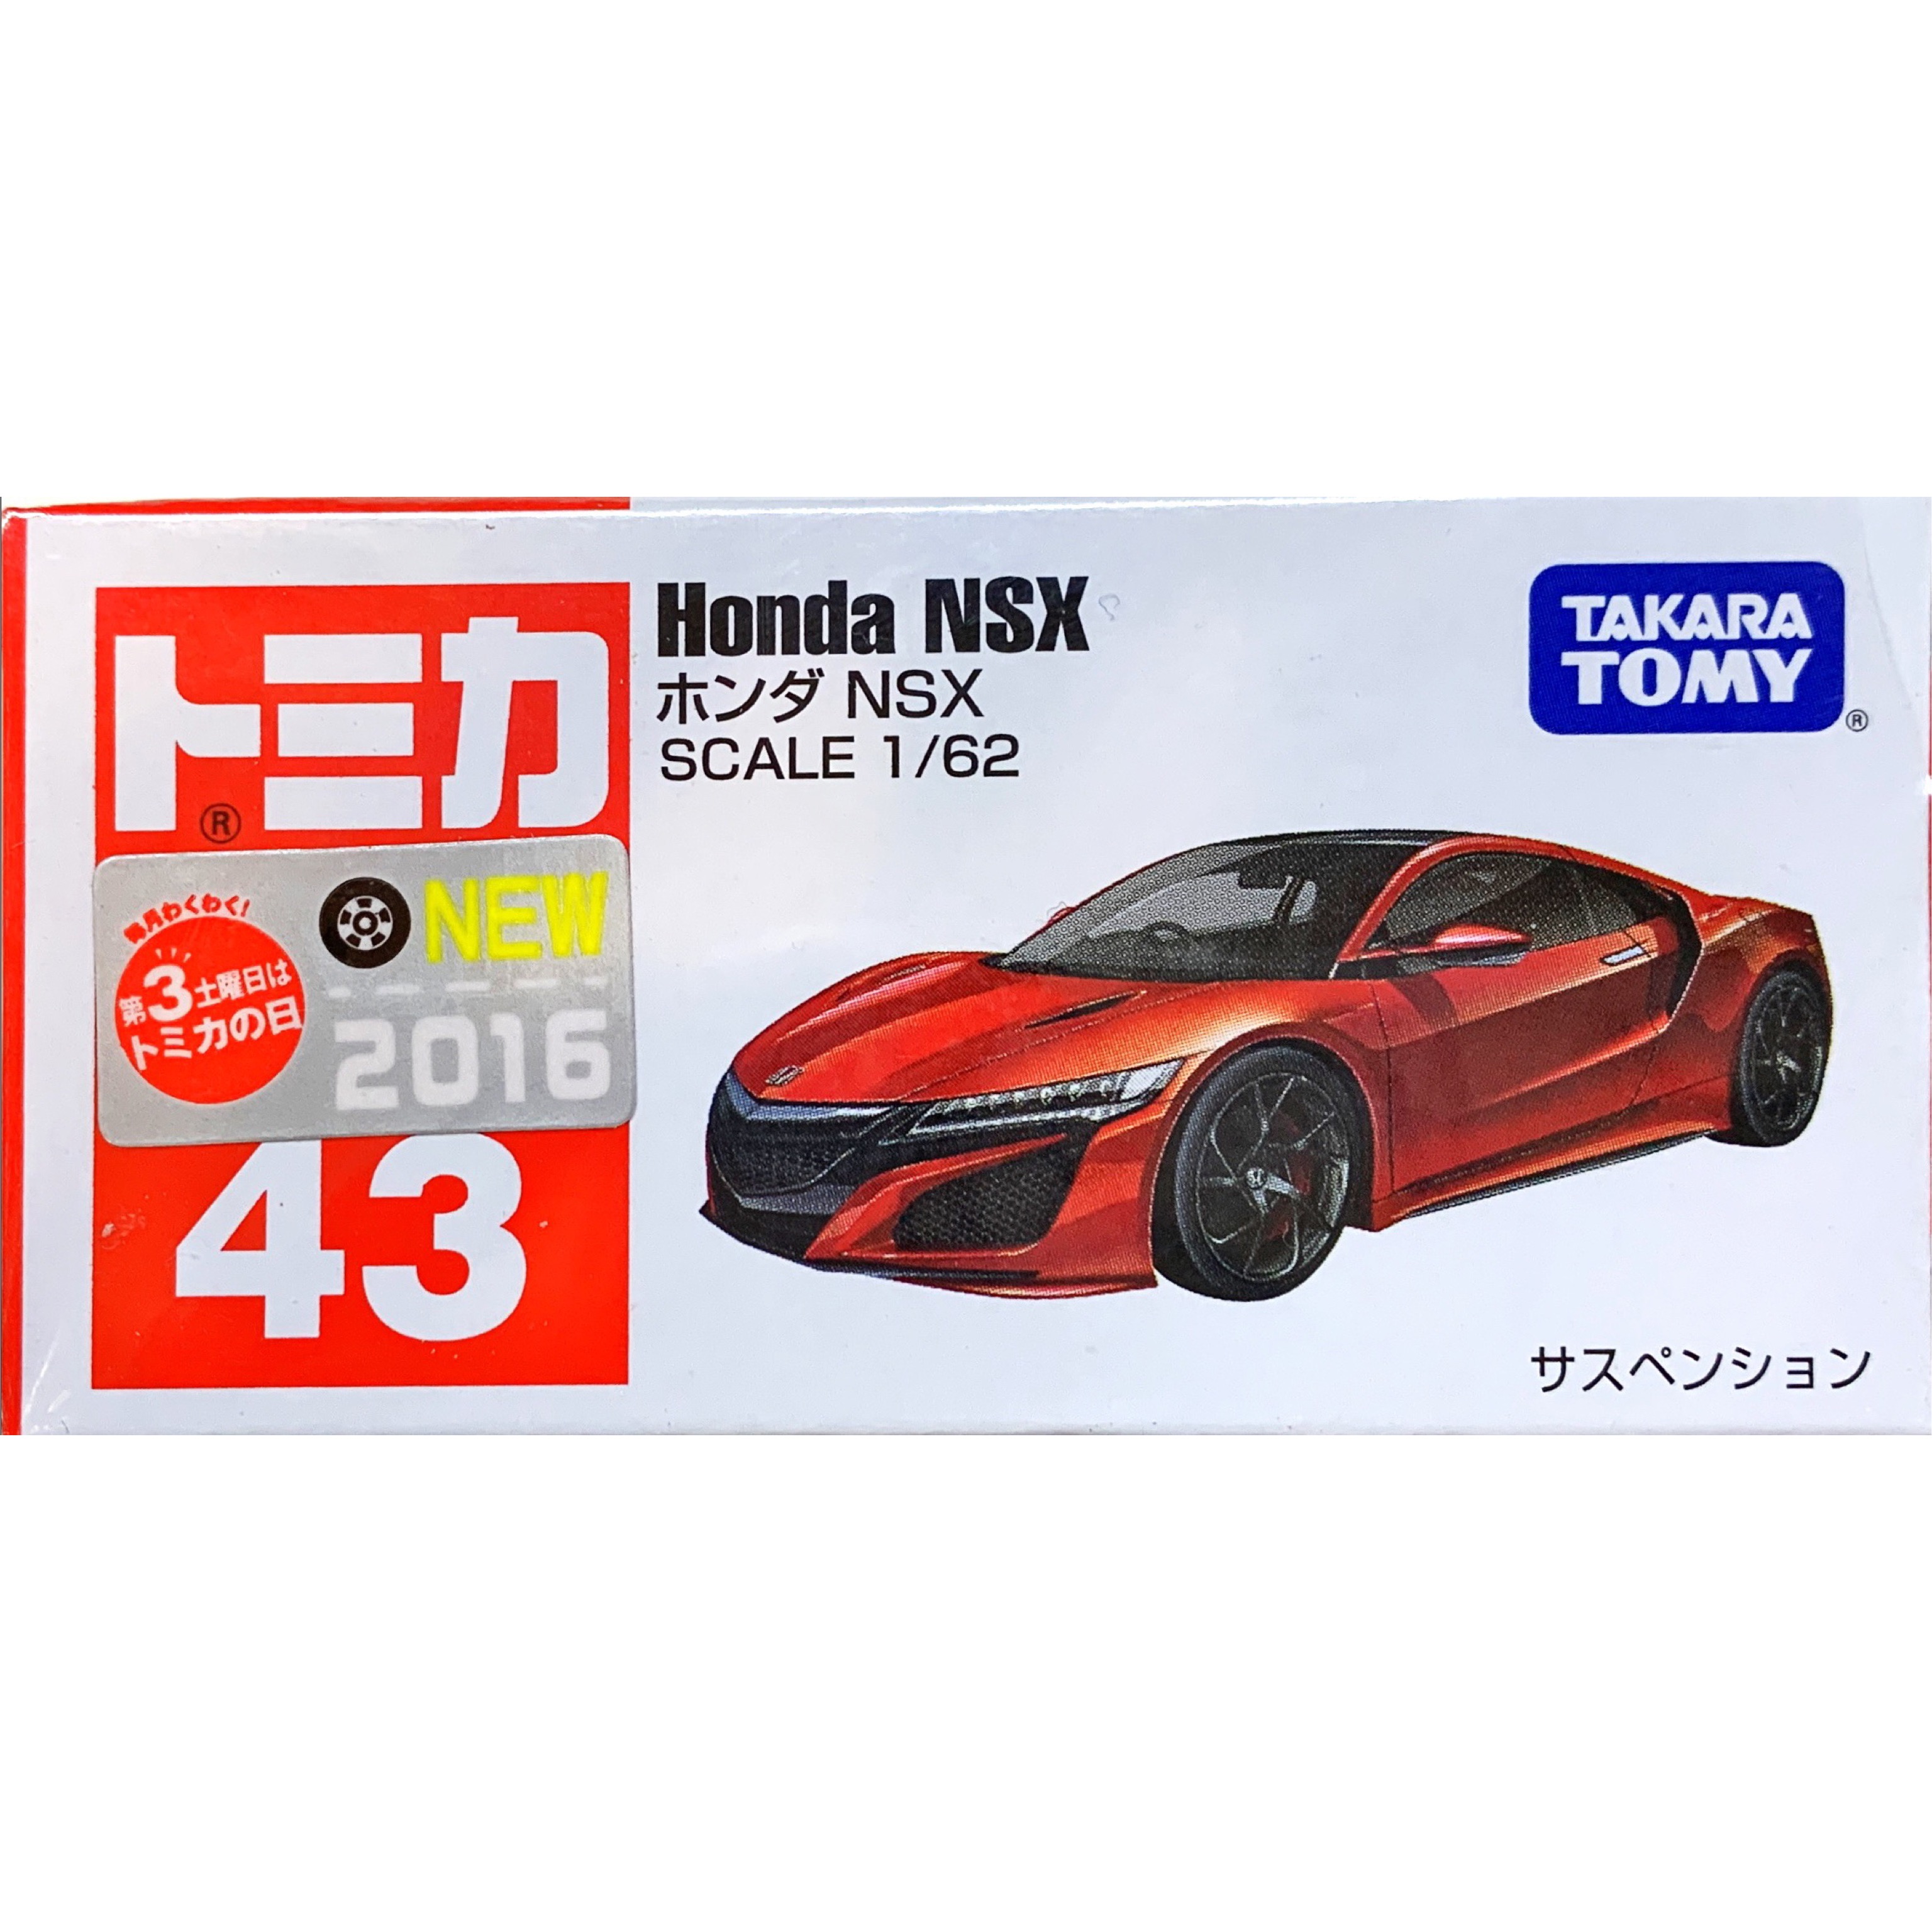 トミカ
®
毎月わくわく!
第3土曜日は
トミカの日
NEW
2016
43
Honda NSX
ホンダ NSX
SCALE 1/62
TAKARA
TOMY
®
サスペンション